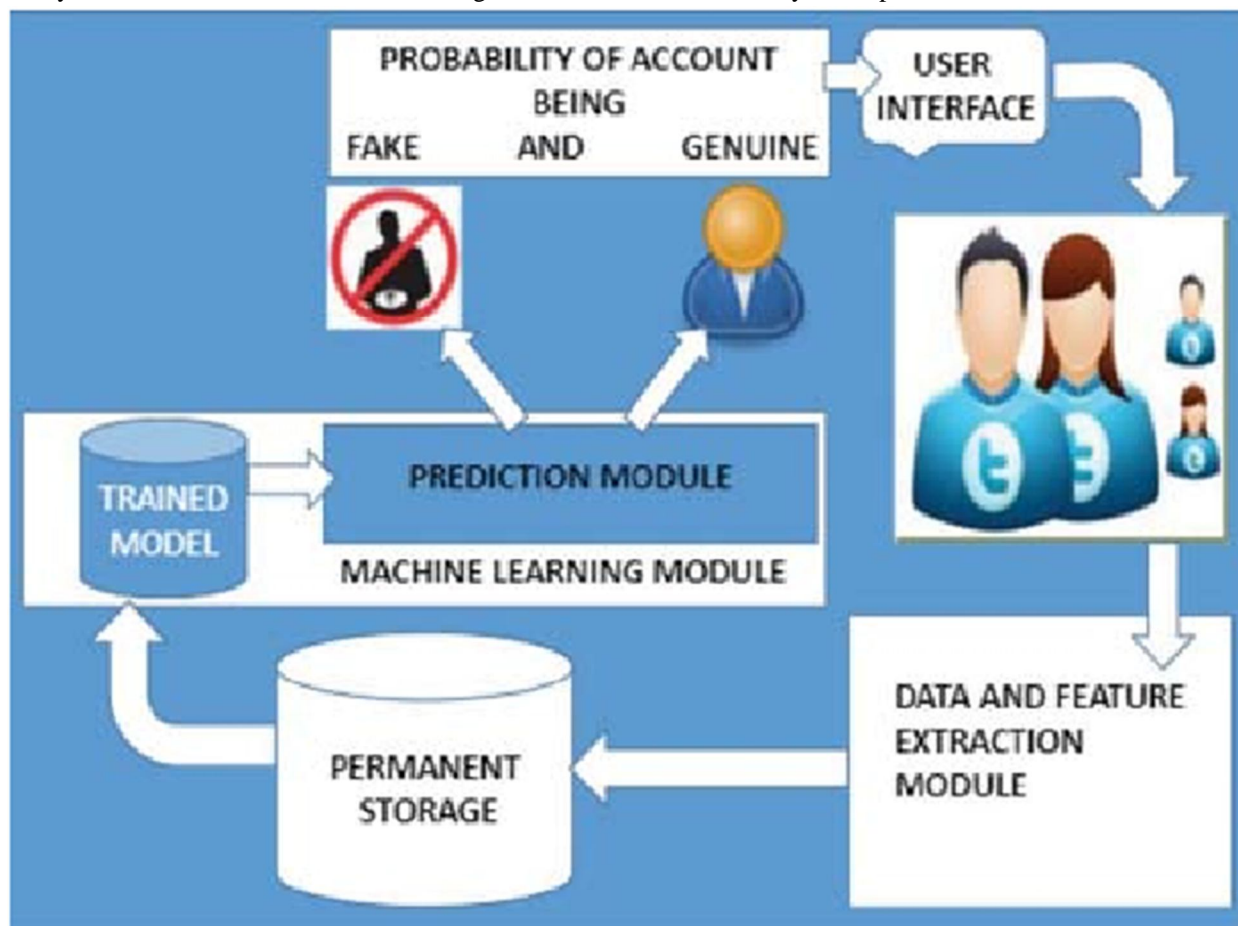 PROBABILITY OF ACCOUNT
BEING
FAKE AND GENUINE
USER
INTERFACE
TRAINED
MODEL
PREDICTION MODULE
MACHINE LEARNING MODULE
PERMANENT
STORAGE
DATA AND FEATURE
EXTRACTION
MODULE